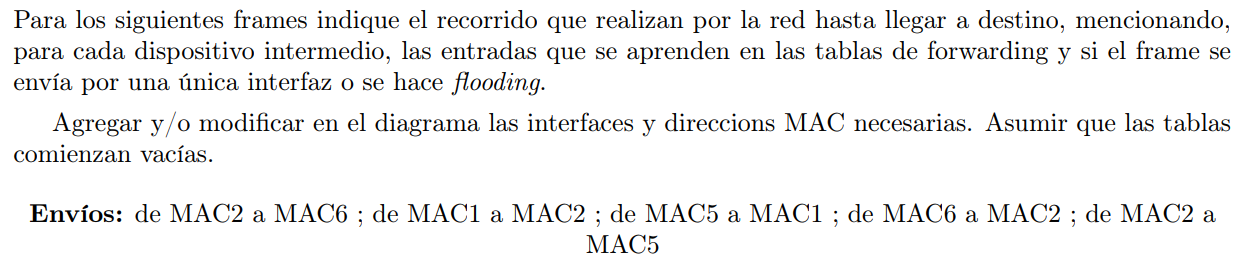 Para los siguientes frames indique el recorrido que realizan por la red hasta llegar a destino, mencionando,
para cada dispositivo intermedio, las entradas que se aprenden en las tablas de forwarding y si el frame se
envía por una única interfaz o se hace flooding.
Agregar y/o modificar en el diagrama las interfaces y direccions MAC necesarias. Asumir que las tablas
comienzan vacías.
Envíos: de MAC2 a MAC6 ; de MAC1 a MAC2 ; de MAC5 a MAC1 ; de MAC6 a MAC2 ; de MAC2 a
MAC5